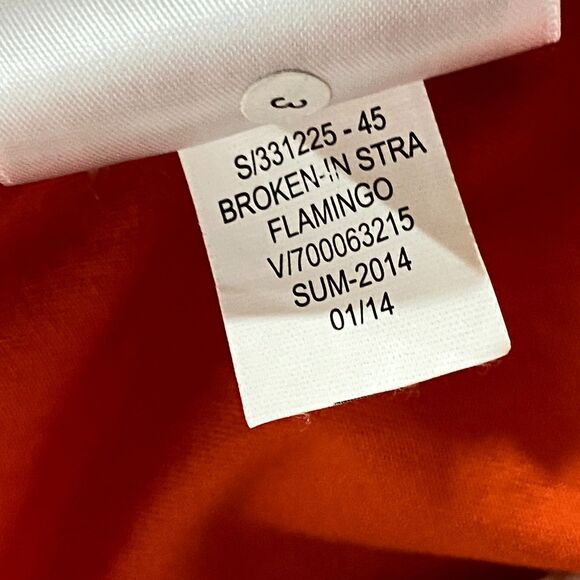 3
S/331225 - 45
BROKEN-IN STRA
FLAMINGO
V/700063215
SUM-2014
01/14